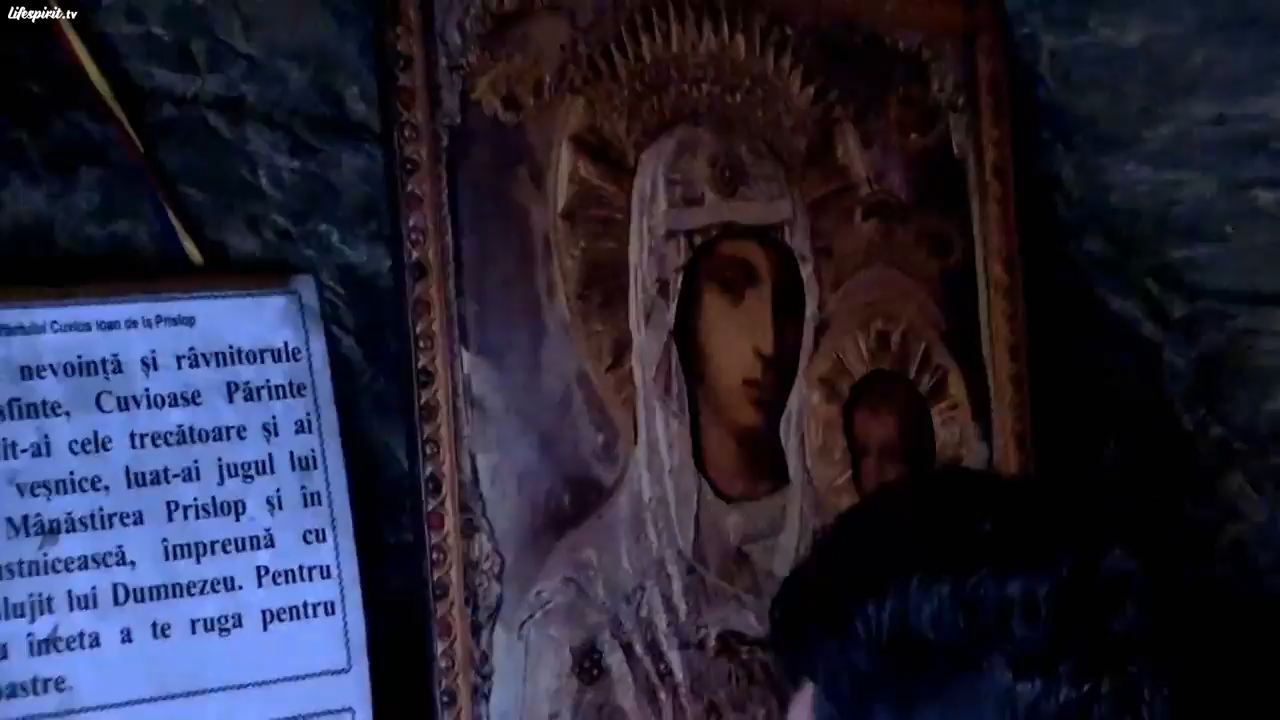 Lifespirit.tv
Cuvios Ioan de la Prislop
nevoință și râvnitorule
sfinte, Cuvioase Părinte
it-ai cele trecătoare și ai
veșnice, luat-ai jugul lui
Mânăstirea Prislop și în
stnicească, împreună cu
lujit lui Dumnezeu. Pentru
înceta a te ruga pentru
oastre.